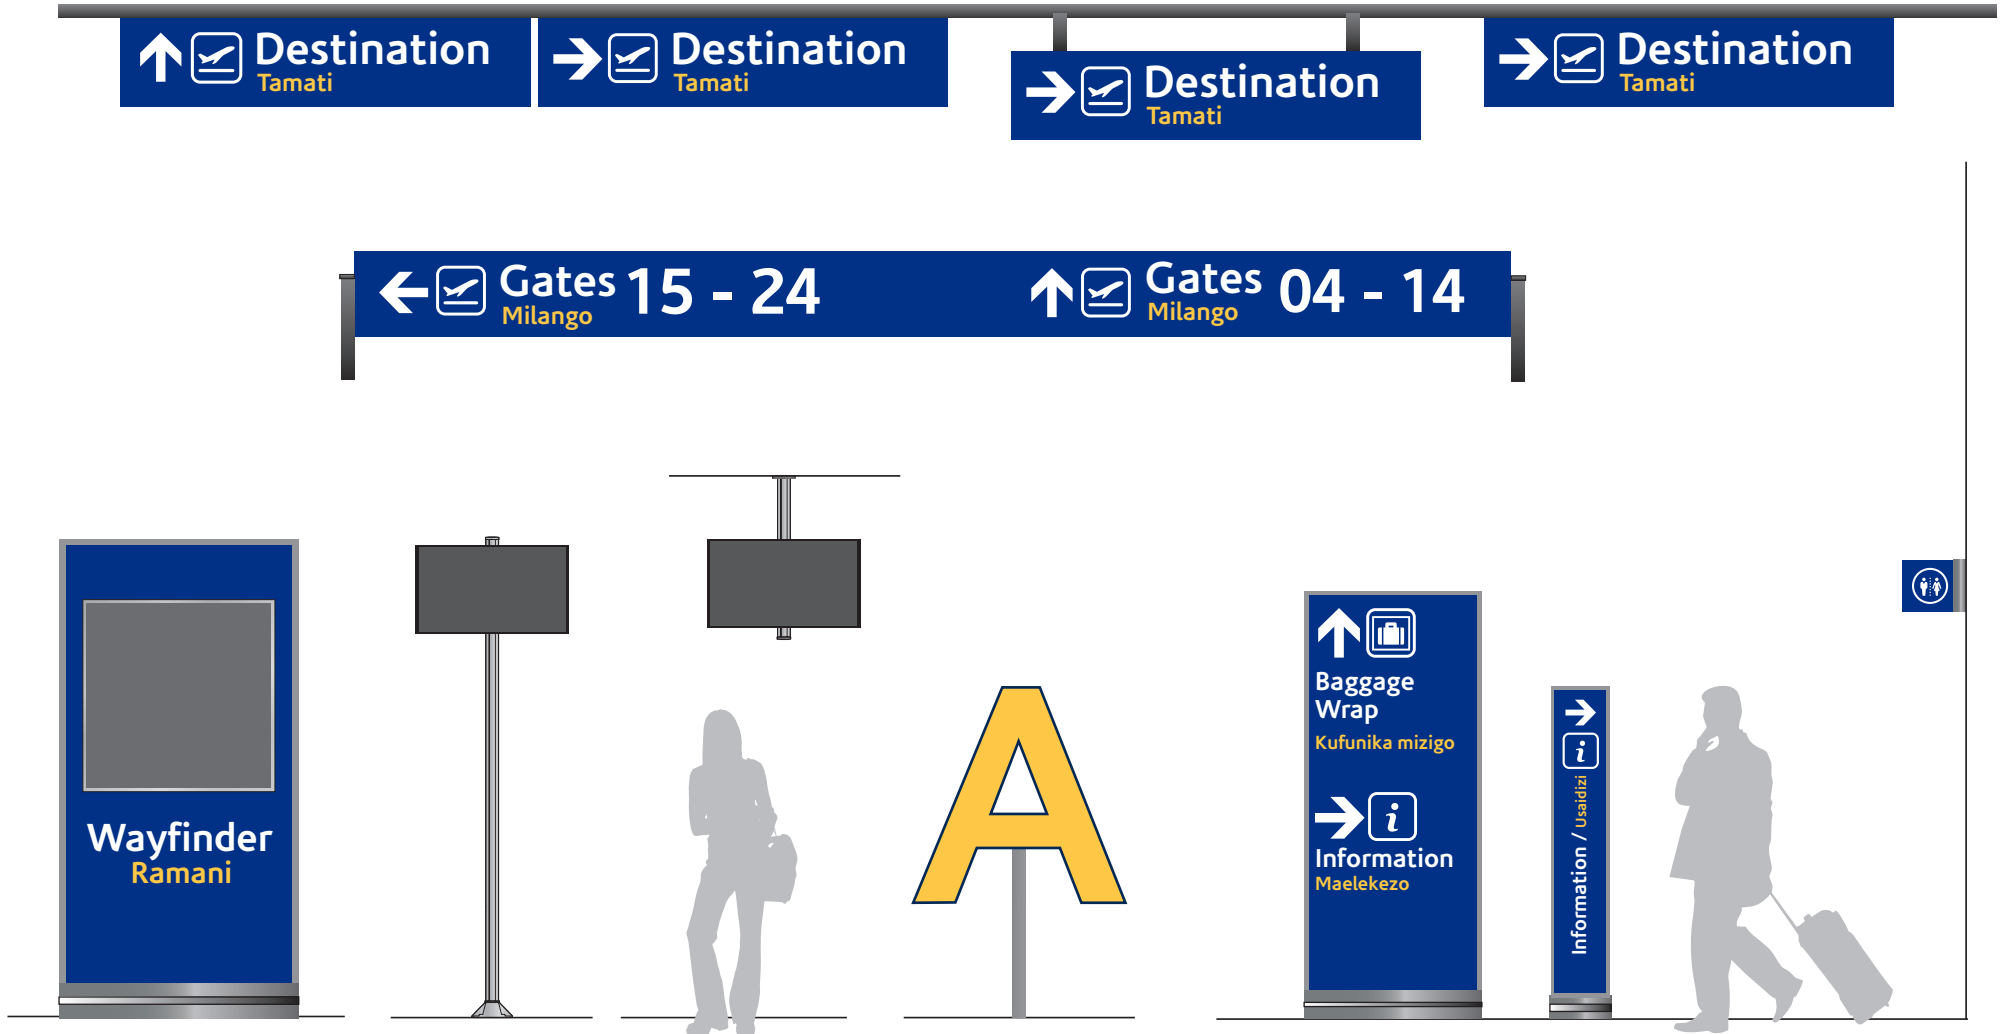 Destination
Tamati
Destination
Tamati
Destination
Tamati
Destination
Tamati
Gates 15 - 24
Milango
Gates 04 - 14
Milango
Wayfinder
Ramani
A
Baggage
Wrap
Kufunika mizigo
i
Information
Maelekezo
i
Information / Usaidizi